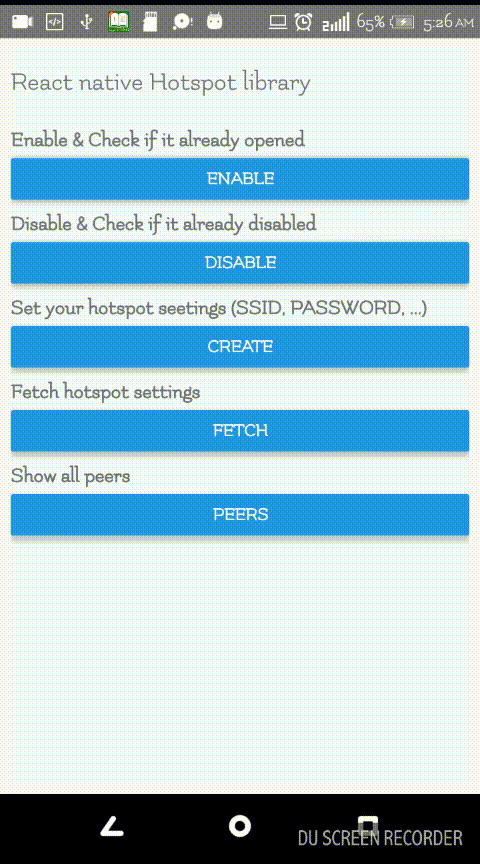 65% 5:26 AM
React native Hotspot library
Enable & Check if it already opened
ENABLE
Disable & Check if it already disabled
DISABLE
Set your hotspot seetings (SSID, PASSWORD, ...)
CREATE
Fetch hotspot settings
FETCH
Show all peers
PEERS
DU SCREEN RECORDER